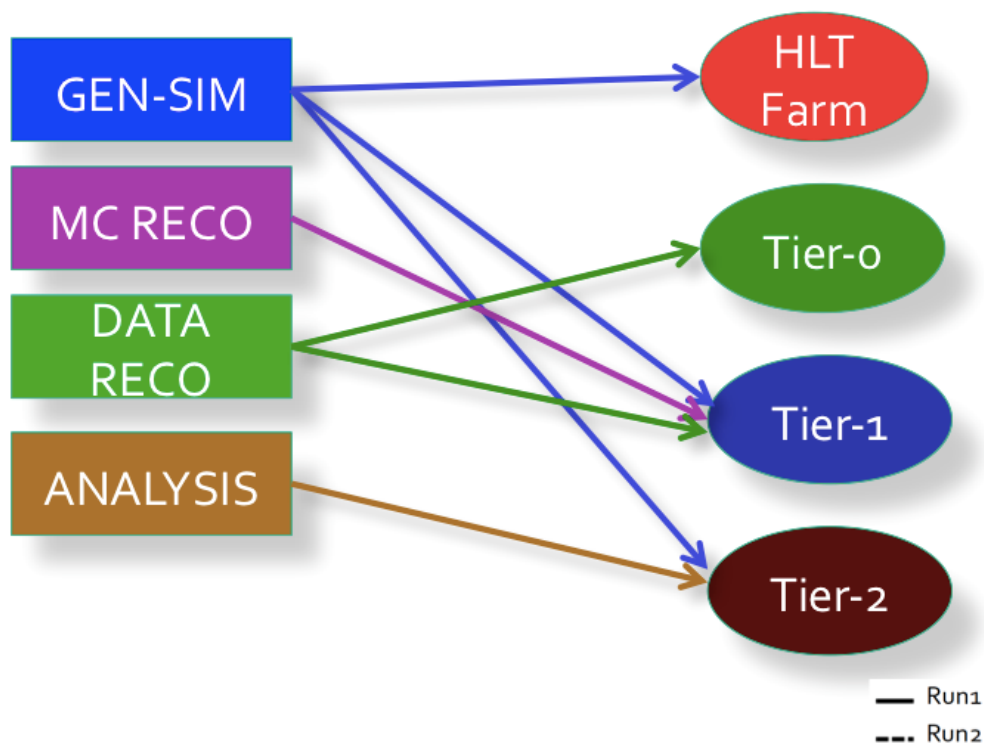 GEN-SIM
MC RECO
DATA
RECO
ANALYSIS
HLT
Farm
Tier-0
Tier-1
Tier-2
Run1
Run2